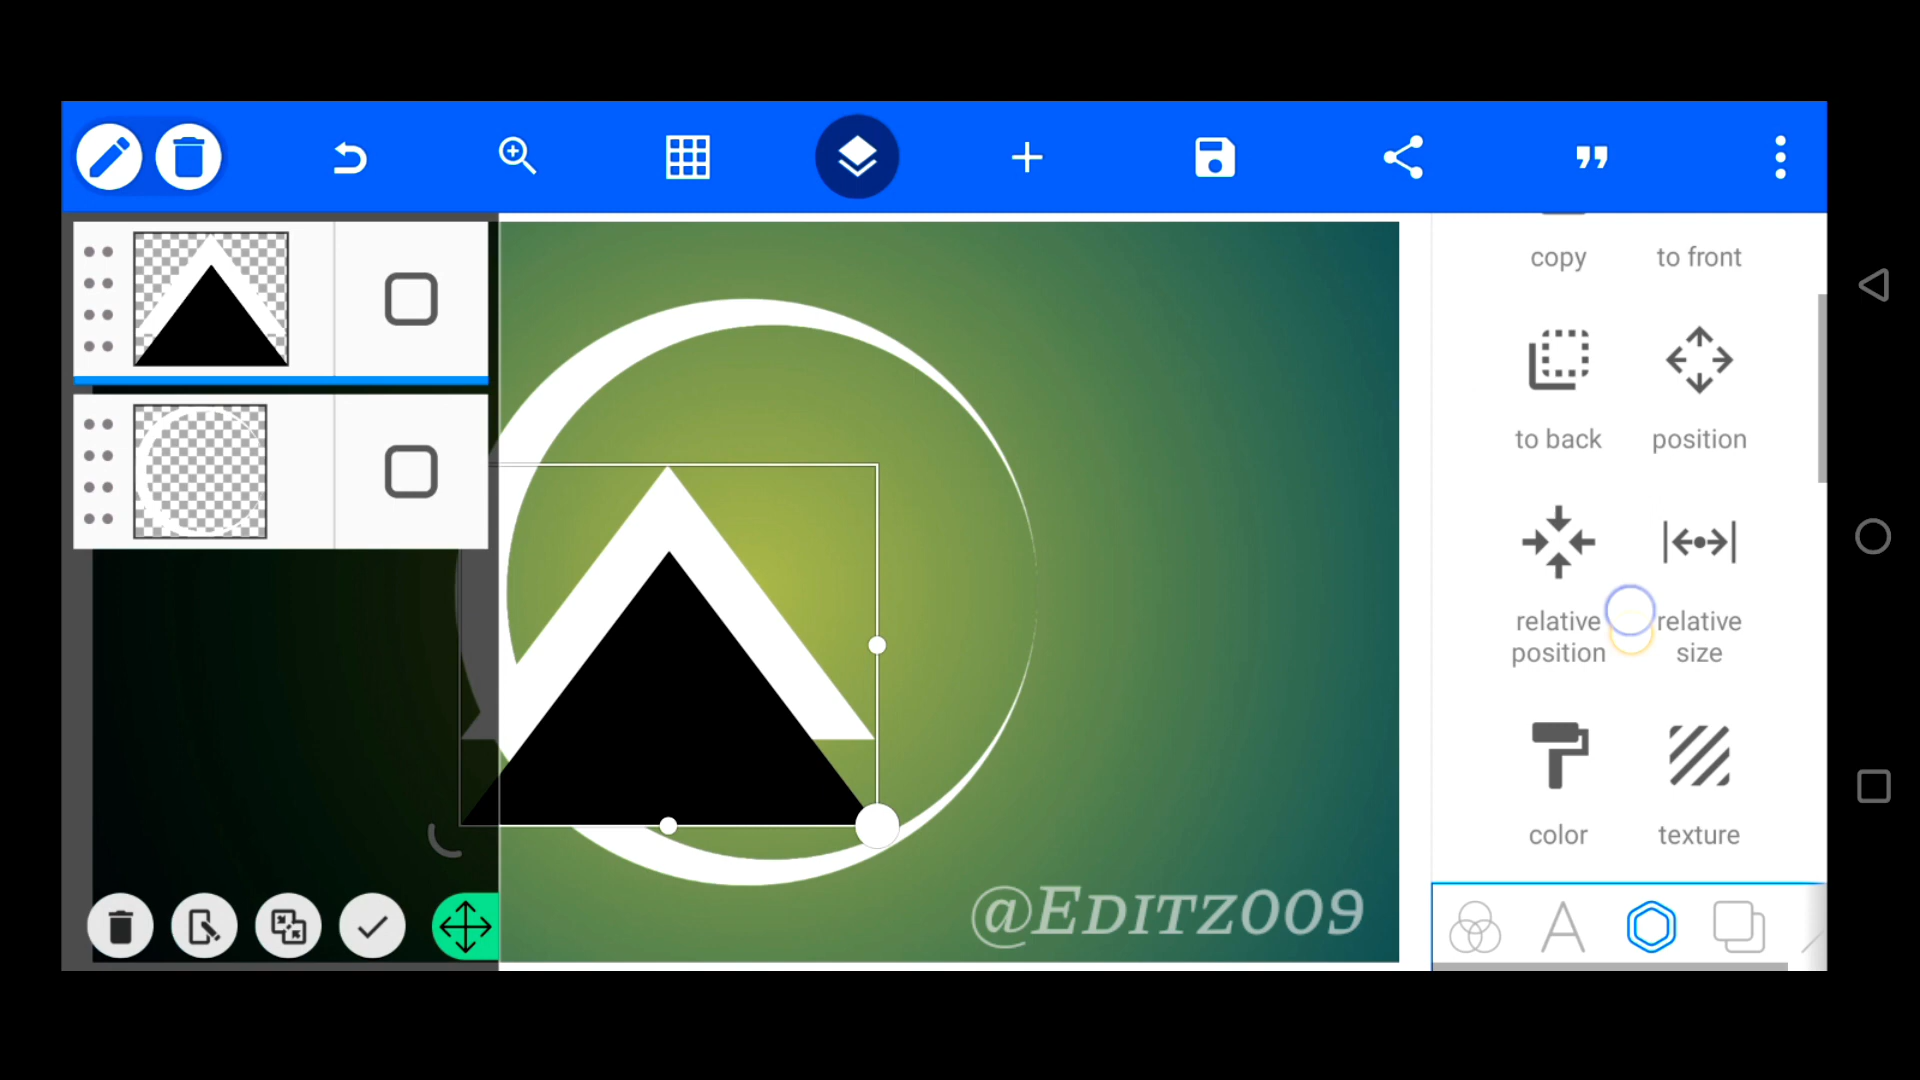 copy
to front
to back
position
relative
position
relative
size
color
texture
@EDITZ009